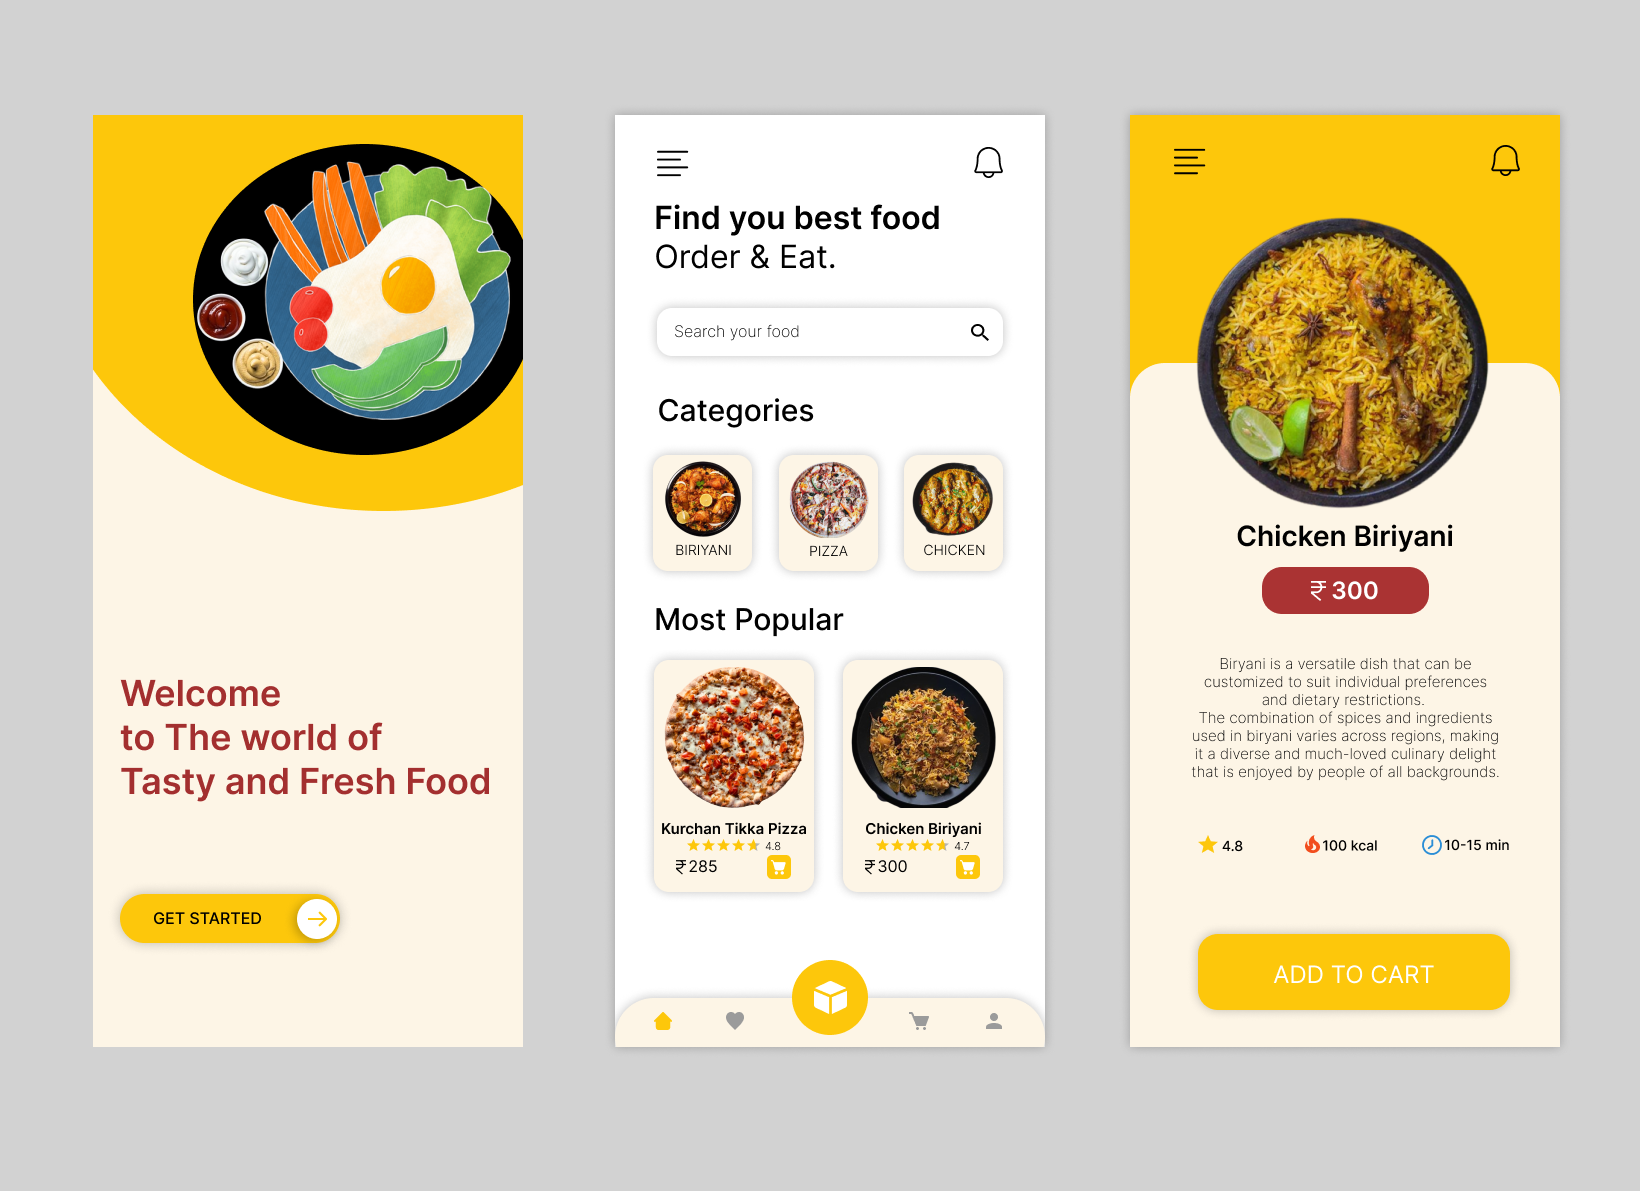 Welcome
to The world of
Tasty and Fresh Food
GET STARTED
Find you best food
Order & Eat.
Search your food
Categories
BIRIYANI
PIZZA
CHICKEN
Most Popular
Kurchan Tikka Pizza
4.8
₹ 285
Chicken Biriyani
4.7
₹ 300
Chicken Biriyani
₹ 300
Biryani is a versatile dish that can be
customized to suit individual preferences
and dietary restrictions.
The combination of spices and ingredients
used in biryani varies across regions, making
it a diverse and much-loved culinary delight
that is enjoyed by people of all backgrounds.
4.8
100 kcal
10-15 min
ADD TO CART